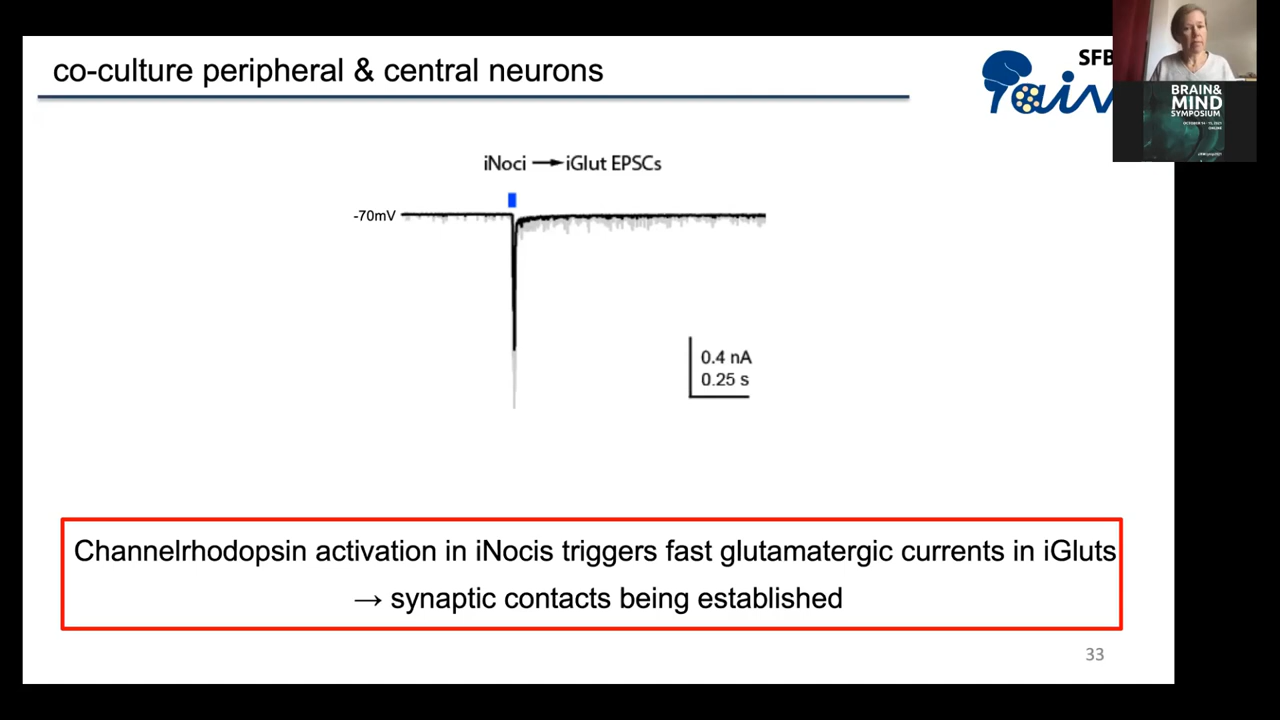 co-culture peripheral & central neurons
SFB
BRAIN&
MIND
SYMPOSIUM
iNoci → iGlut EPSCs
-70mV
0.4 nA
0.25 s
Channelrhodopsin activation in iNocis triggers fast glutamatergic currents in iGluts
→ synaptic contacts being established
33